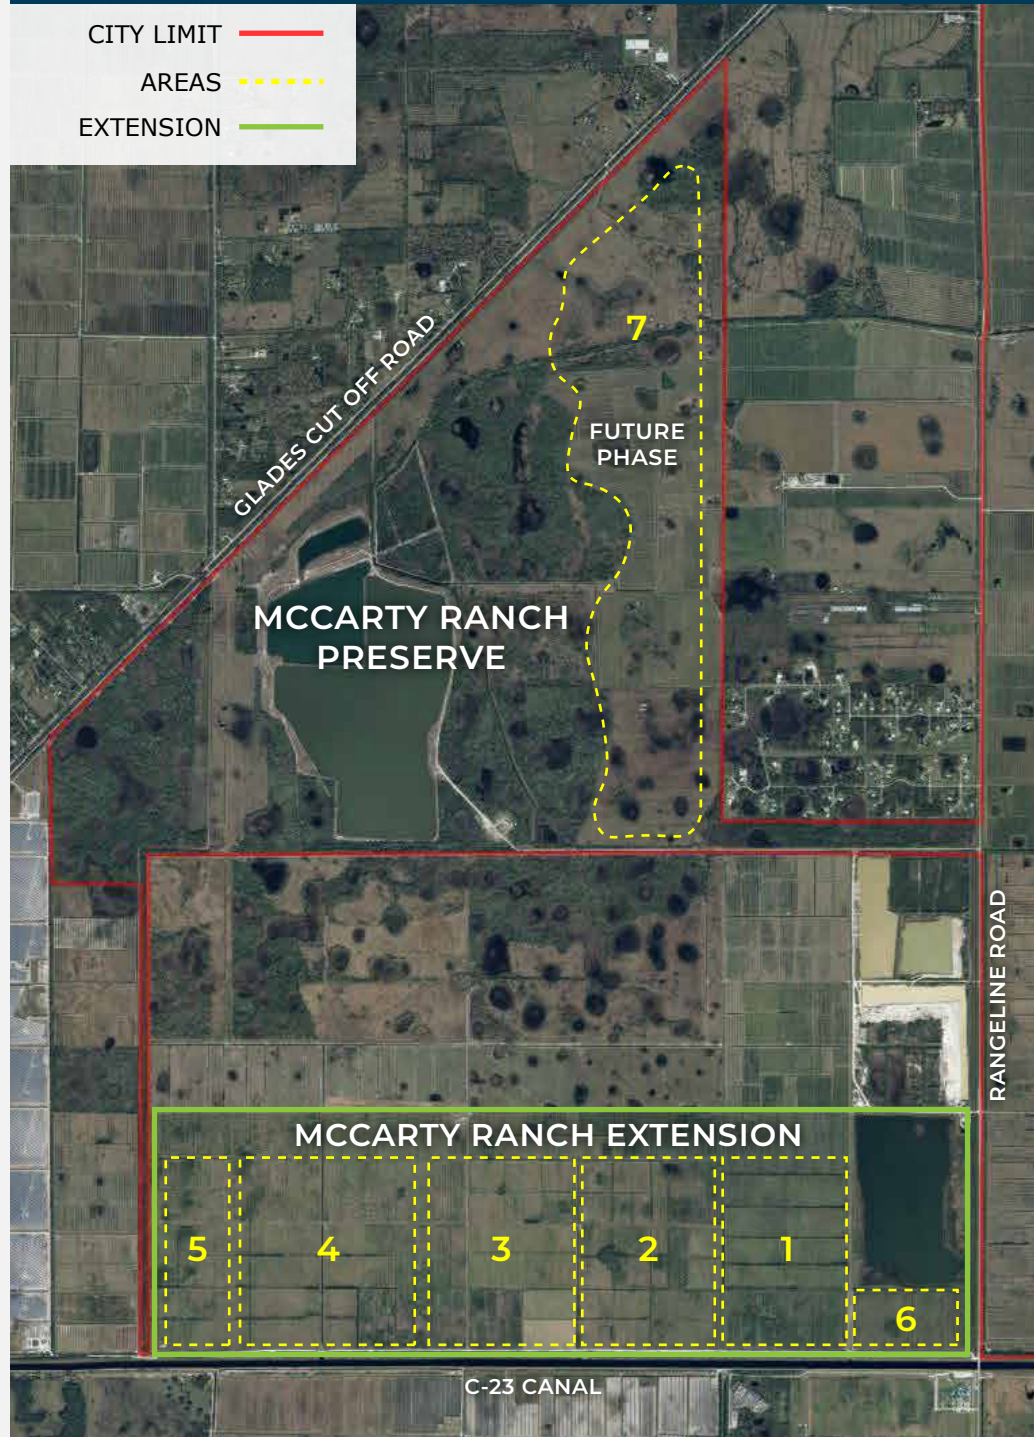 CITY LIMIT
AREAS
EXTENSION
7
GLADES CUT OFF ROAD
FUTURE
PHASE
MCCARTY RANCH
PRESERVE
RANGELINE ROAD
MCCARTY RANCH EXTENSION
5
4
3
2
1
6
C-23 CANAL